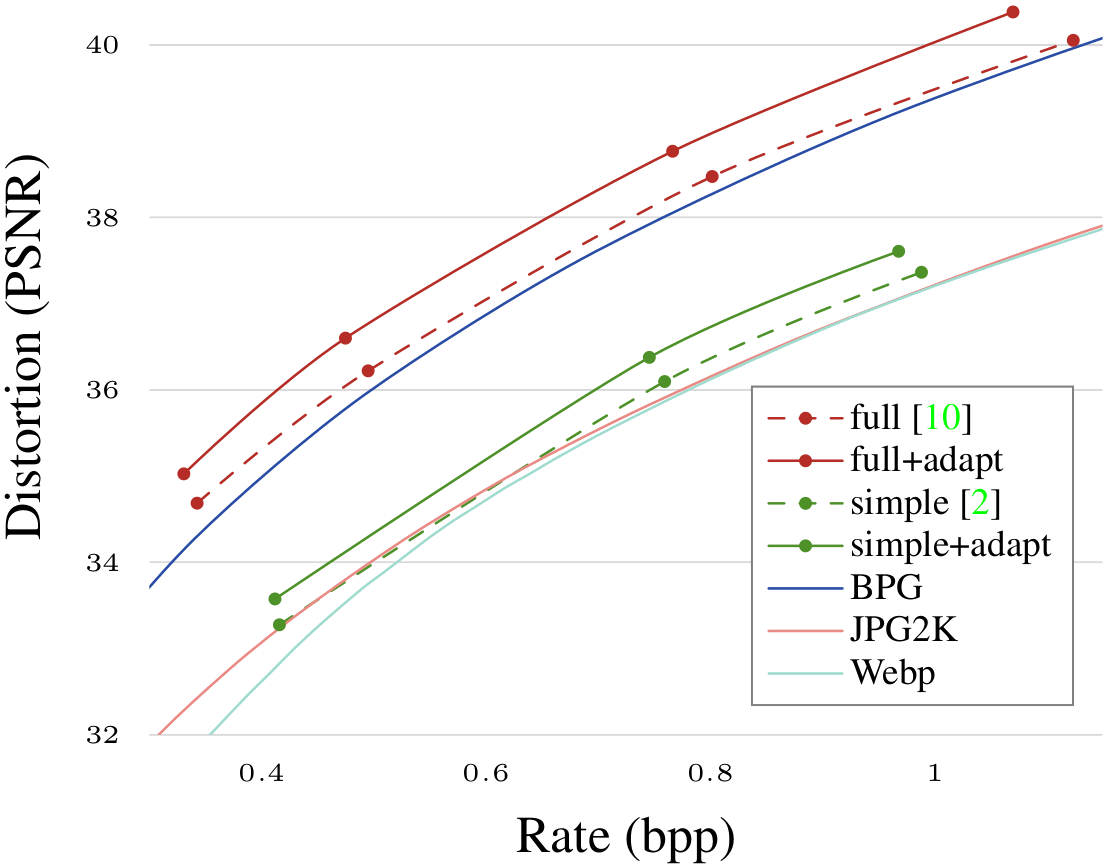 Distortion (PSNR)
40
38
36
34
32
full [10]
full+adapt
simple [2]
simple+adapt
BPG
JPG2K
Webp
0.4
0.6
0.8
1
Rate (bpp)